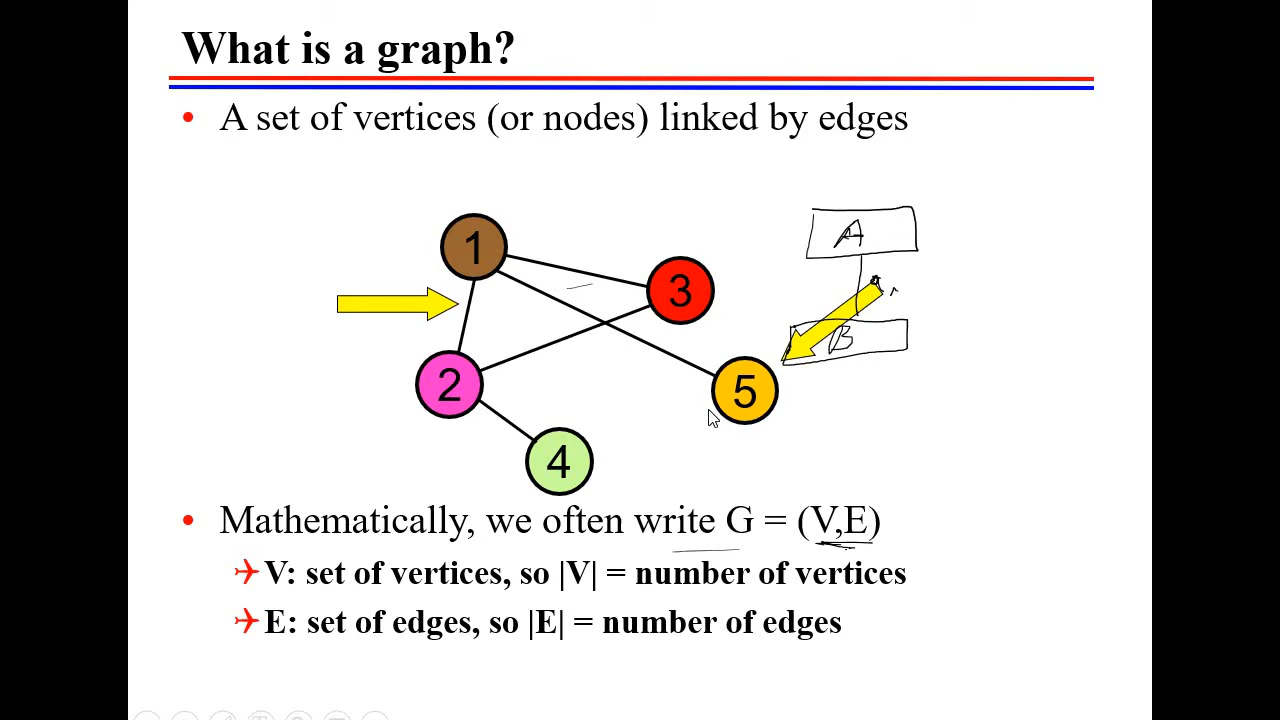 What is a graph?
• A set of vertices (or nodes) linked by edges
1
A
3
B
2
5
4
• Mathematically, we often write G = (V,E)
✈ V: set of vertices, so |V| = number of vertices
✈ E: set of edges, so |E| = number of edges